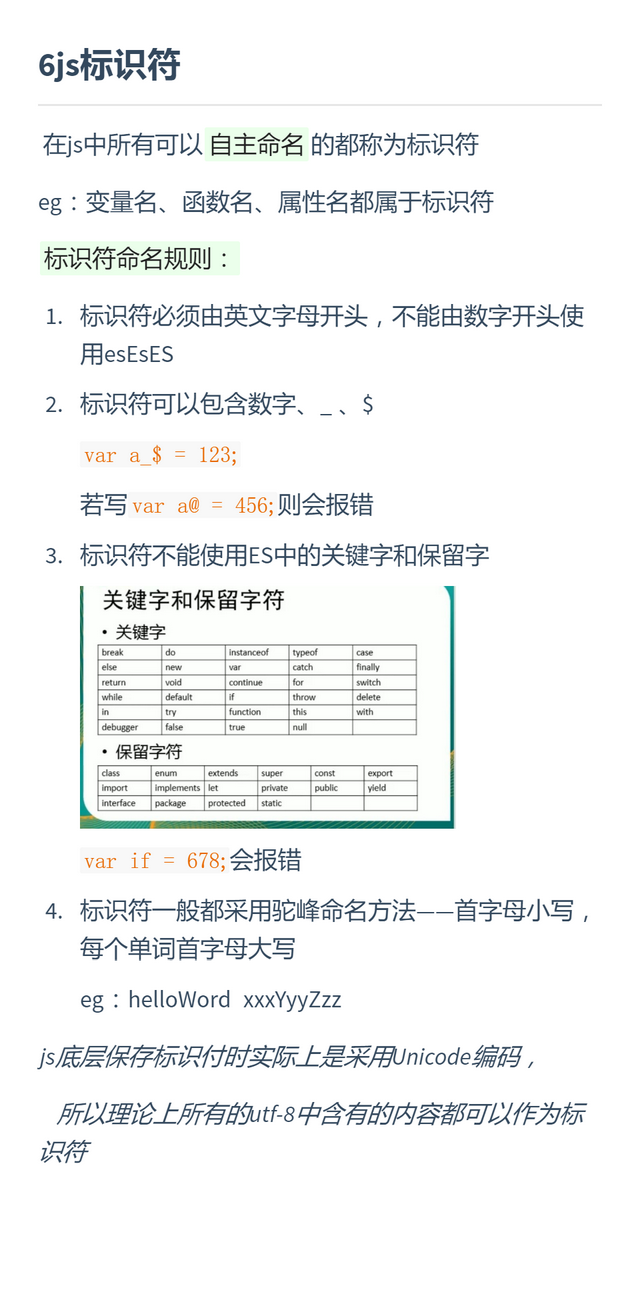 6js标识符
在js中所有可以自主命名的都称为标识符
eg：变量名、函数名、属性名都属于标识符
标识符命名规则：
1. 标识符必须由英文字母开头，不能由数字开头使
用esEsES
2. 标识符可以包含数字、_ 、$
var a_$ = 123;
若写var a@ = 456;则会报错
3. 标识符不能使用ES中的关键字和保留字
关键字和保留字符
• 关键字
break do instanceof typeof case
else new var catch finally
return void continue for switch
while default if throw delete
in try function this with
debugger false true null
• 保留字符
class enum extends super const export
import implements let private public yield
interface package protected static
var if = 678;会报错
4. 标识符一般都采用驼峰命名方法——首字母小写，
每个单词首字母大写
eg：helloWord xxxYyyZzz
js底层保存标识付时实际上是采用Unicode编码，
所以理论上所有的utf-8中含有的内容都可以作为标
识符